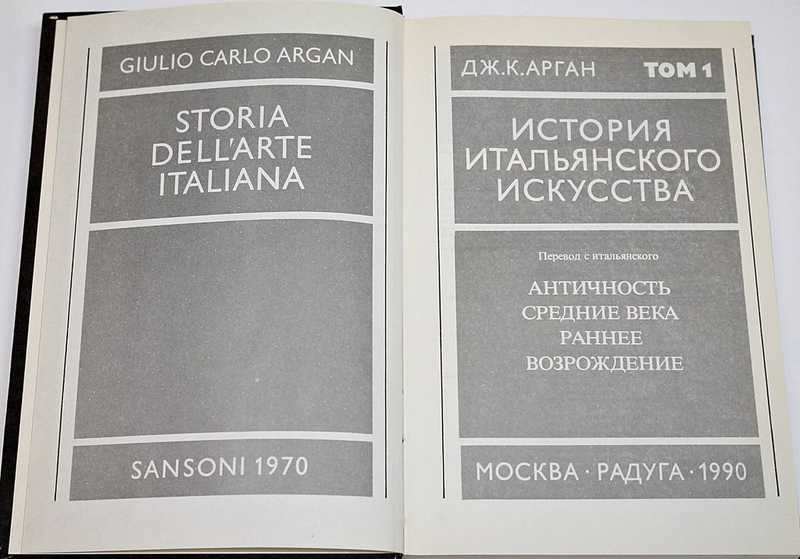 GIULIO CARLO ARGAN
STORIA
DELL'ARTE
ITALIANA
SANSONI 1970
ДЖ.К.АРГАН ТОМ 1
ИСТОРИЯ
ИТАЛЬЯНСКОГО
ИСКУССТВА
Перевод с итальянского
АНТИЧНОСТЬ
СРЕДНИЕ ВЕКА
РАННЕЕ
ВОЗРОЖДЕНИЕ
МОСКВА · РАДУГА · 1990